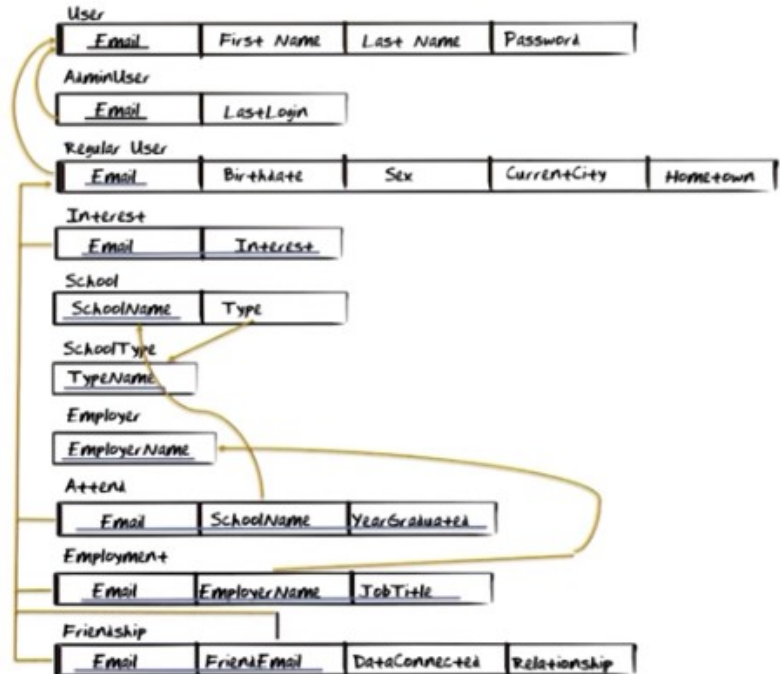 User
Email First Name Last Name Password
AdminUser
Email LastLogin
Regular User
Email Birthdate Sex CurrentCity Hometown
Interest
Email Interest
School
SchoolName Type
SchoolType
TypeName
Employer
EmployerName
Attend
Email SchoolName YearGraduated
Employment
Email EmployerName JobTitle
Friendship
Email FriendEmail DataConnected Relationship